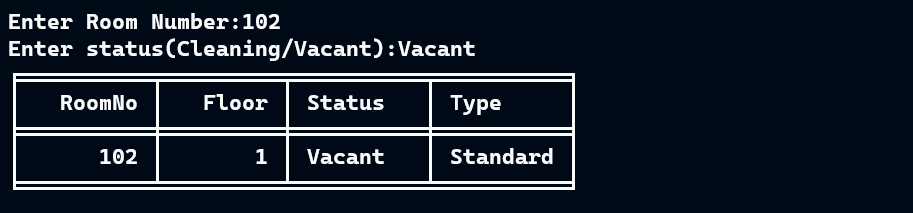 Enter Room Number:102
Enter status(Cleaning/Vacant):Vacant
RoomNo Floor Status Type
102 1 Vacant Standard